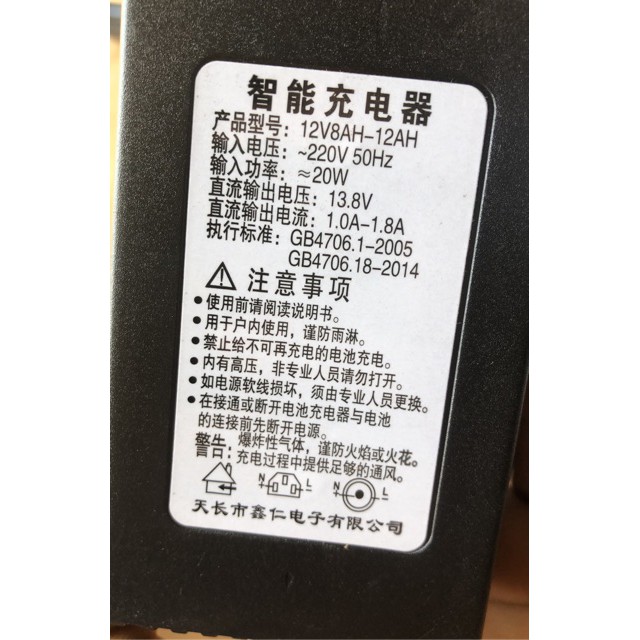 智能充电器
产品型号：12V8AH-12AH
输入电压：~220V 50Hz
输入功率：≈20W
直流输出电压：13.8V
直流输出电流：1.0A-1.8A
执行标准：GB4706.1-2005
GB4706.18-2014
注意事项
●使用前请阅读说明书。
●用于户内使用，谨防雨淋。
●禁止给不可再充电的电池充电。
●内有高压，非专业人员请勿打开。
●如电源软线损坏，须由专业人员更换。
●在接通或断开电池充电器与电池
的连接前先断开电源。
警告：爆炸性气体，谨防火焰或火花。
充电过程中提供足够的通风。
N L N L
天长市鑫仁电子有限公司